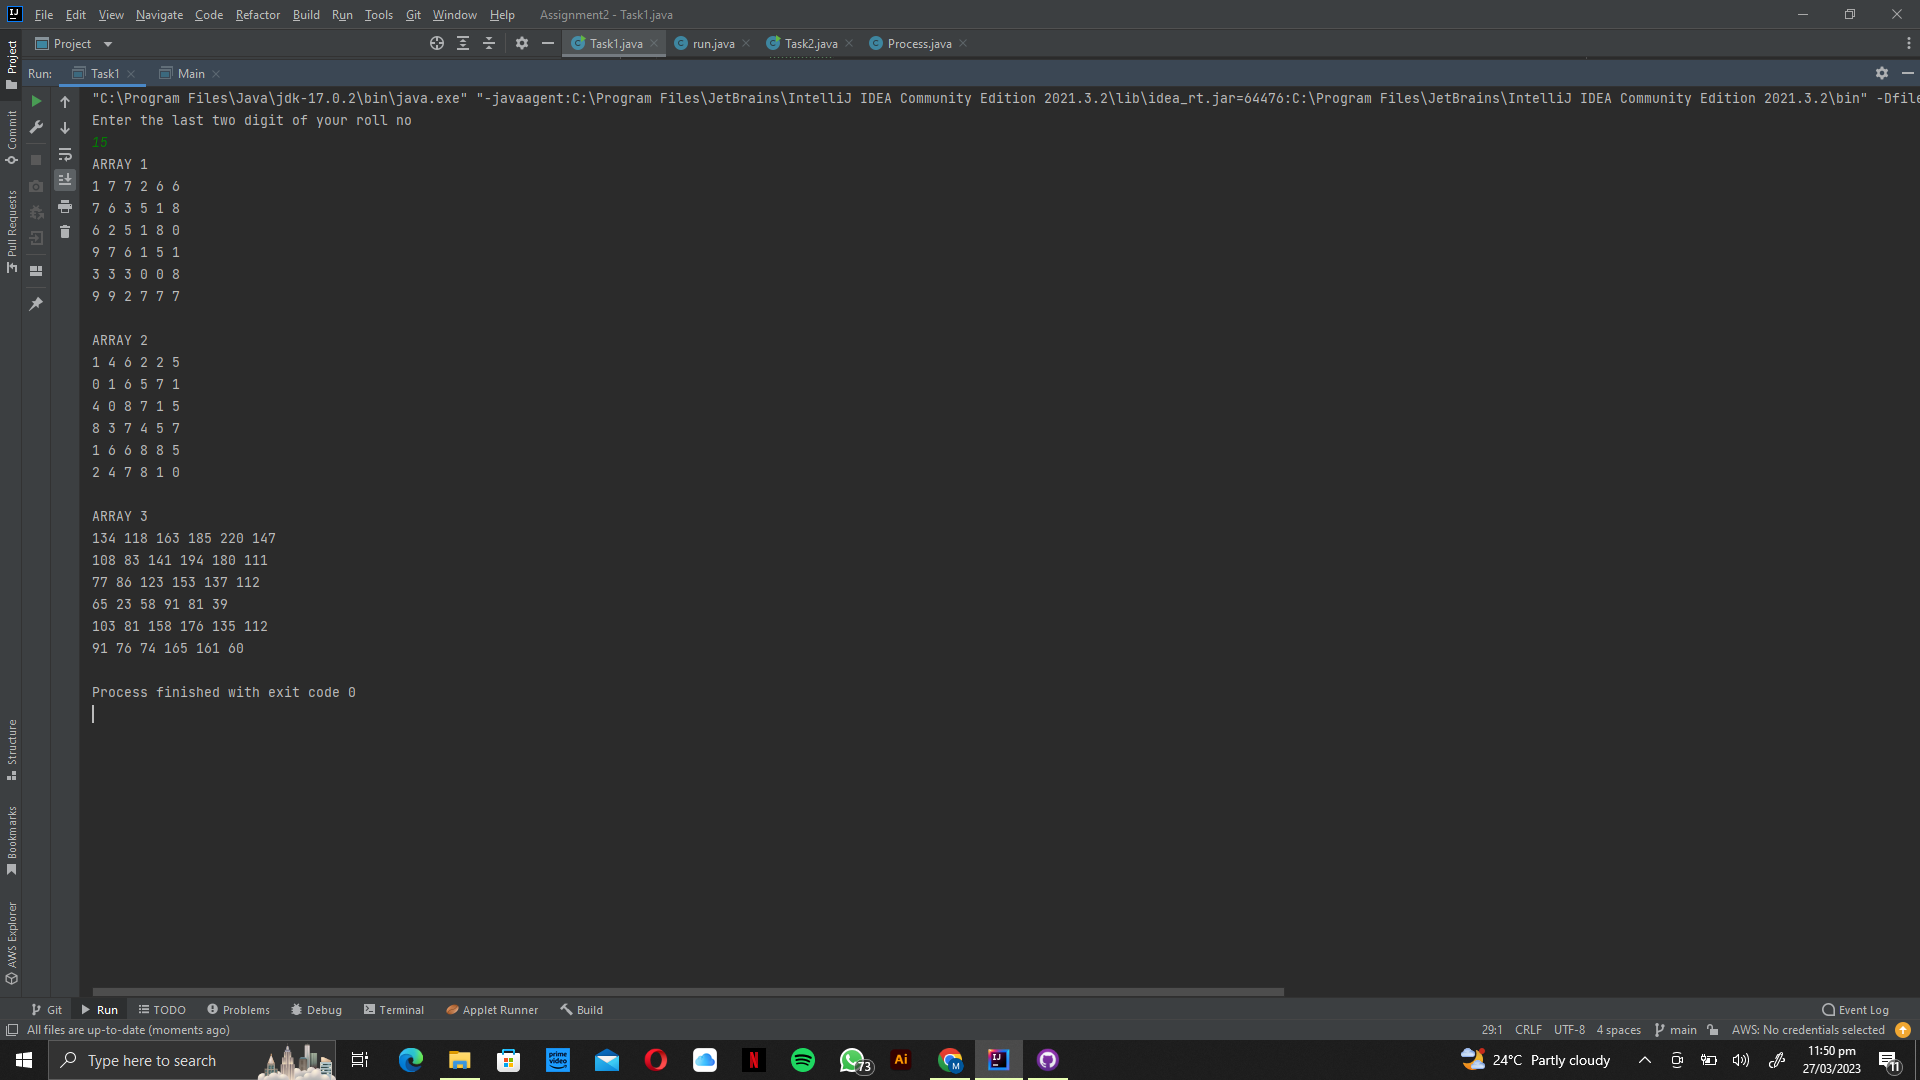 File Edit View Navigate Code Refactor Build Run Tools Git Window Help Assignment2 - Task1.java
Project Task1.java run.java Task2.java Process.java
Run: Task1 Main
"C:\Program Files\Java\jdk-17.0.2\bin\java.exe" "-javaagent:C:\Program Files\JetBrains\IntelliJ IDEA Community Edition 2021.3.2\lib\idea_rt.jar=64476:C:\Program Files\JetBrains\IntelliJ IDEA Community Edition 2021.3.2\bin" -Dfile
Enter the last two digit of your roll no
15
ARRAY 1
1 7 7 2 6 6
7 6 3 5 1 8
6 2 5 1 8 0
9 7 6 1 5 1
3 3 3 0 0 8
9 9 2 7 7 7
ARRAY 2
1 4 6 2 2 5
0 1 6 5 7 1
4 0 8 7 1 5
8 3 7 4 5 7
1 6 6 8 8 5
2 4 7 8 1 0
ARRAY 3
134 118 163 185 220 147
108 83 141 194 180 111
77 86 123 153 137 112
65 23 58 91 81 39
103 81 158 176 135 112
91 76 74 165 161 60
Process finished with exit code 0
Project
Commit
Pull Requests
Structure
Bookmarks
AWS Explorer
Git Run TODO Problems Debug Terminal Applet Runner Build Event Log
All files are up-to-date (moments ago) 29:1 CRLF UTF-8 4 spaces main AWS: No credentials selected
Type here to search prime video N 73 Ai M IJ 24°C Partly cloudy 11:50 pm
27/03/2023 11